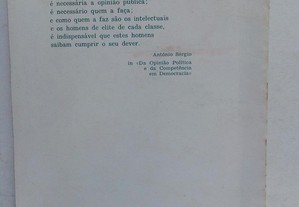 é necessária a opinião pública;
é necessário quem a faça;
e como quem a faz são os intelectuais
e os homens de elite de cada classe,
é indispensável que estes homens
saibam cumprir o seu dever.
António Sérgio
in «Da Opinião Política
e da Competência
em Democracia»